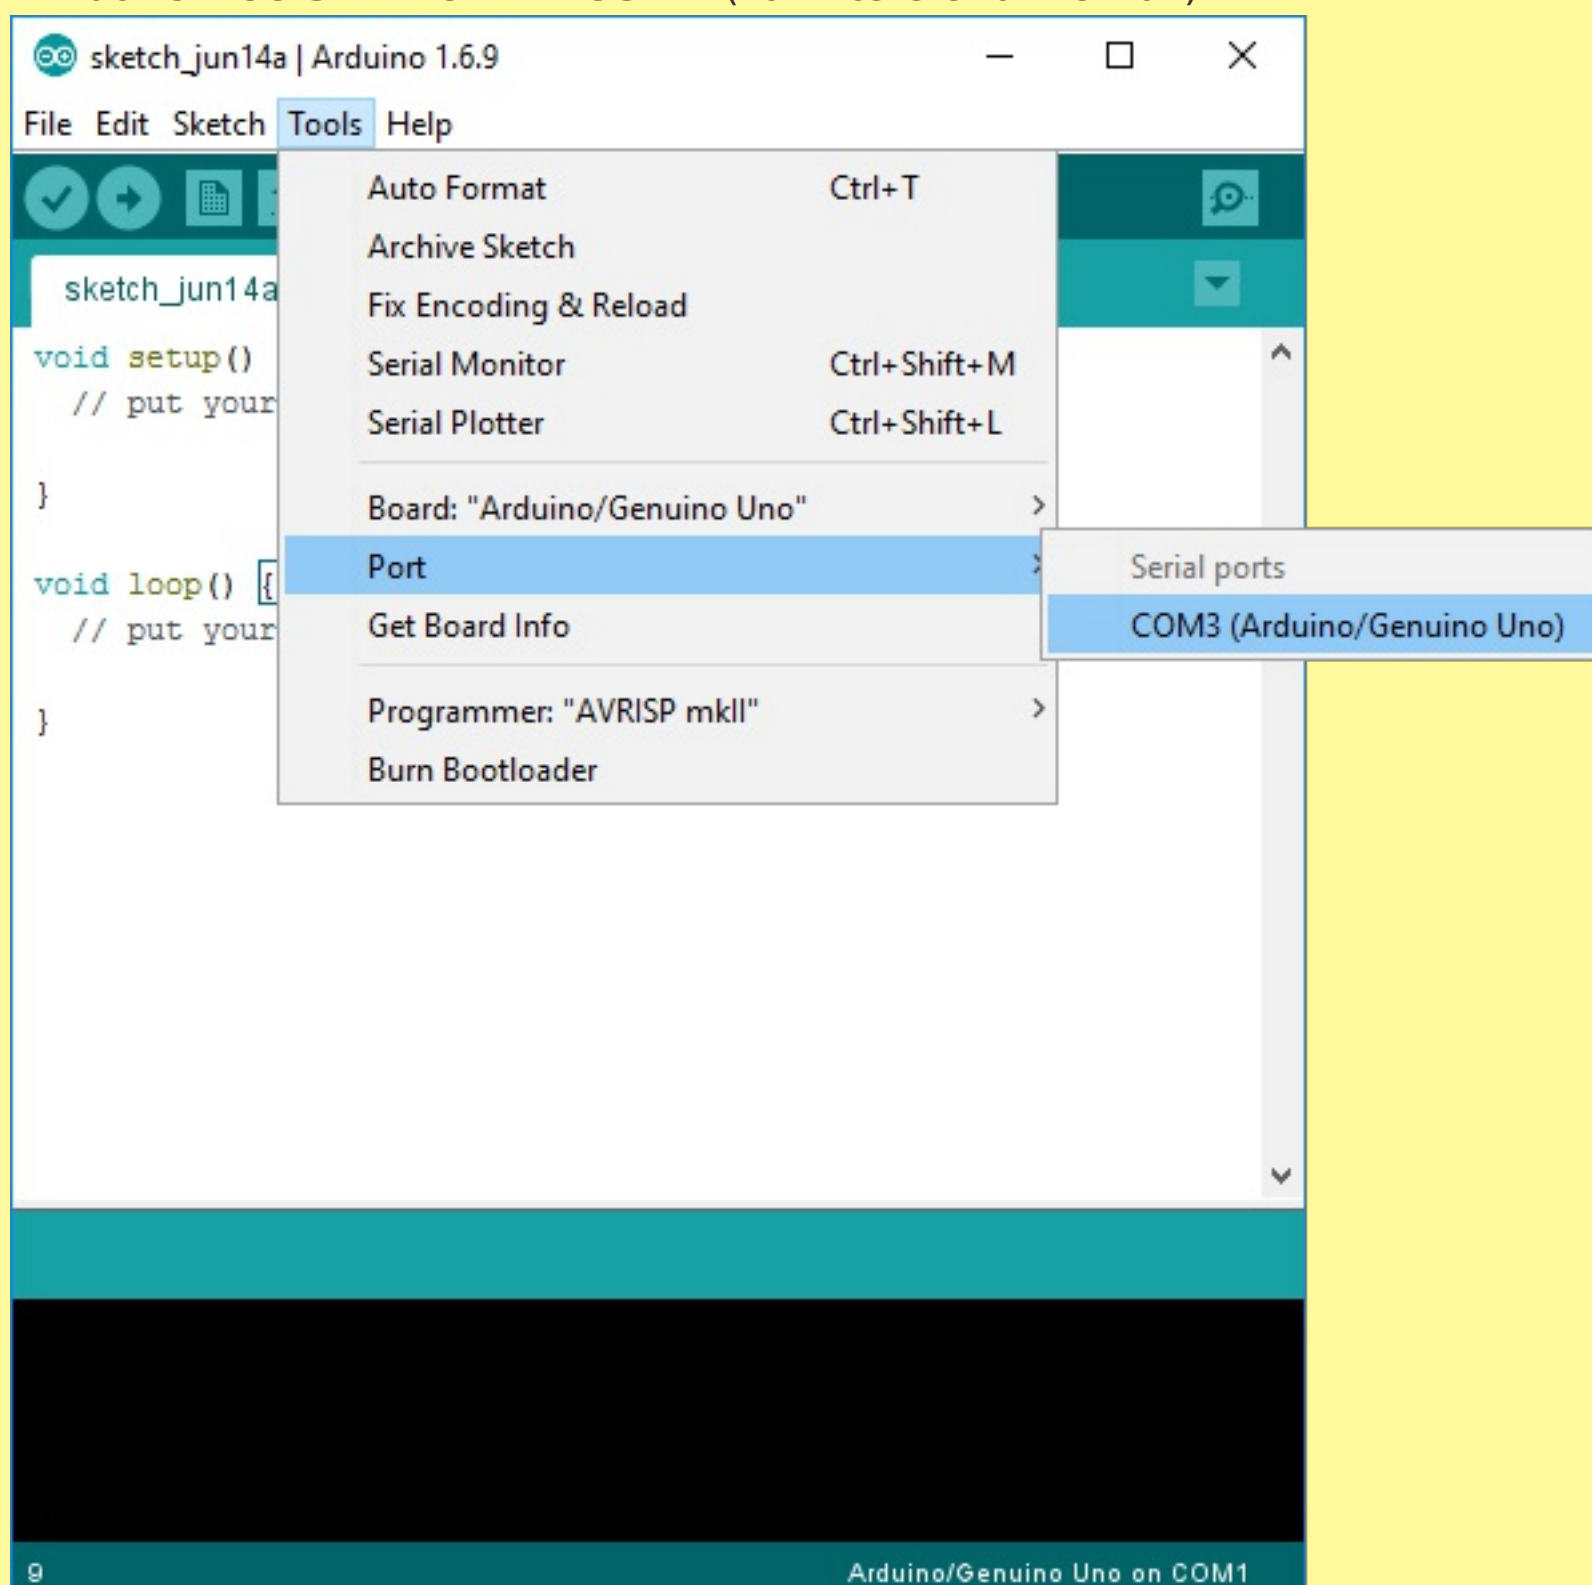 sketch_jun14a | Arduino 1.6.9
File Edit Sketch Tools Help
Auto Format Ctrl+T
Archive Sketch
sketch_jun14a
Fix Encoding & Reload
void setup()
Serial Monitor Ctrl+Shift+M
// put your
Serial Plotter Ctrl+Shift+L
}
Board: "Arduino/Genuino Uno"
Port
Serial ports
void loop() {
Get Board Info
COM3 (Arduino/Genuino Uno)
// put your
Programmer: "AVRISP mkII"
}
Burn Bootloader
9 Arduino/Genuino Uno on COM1